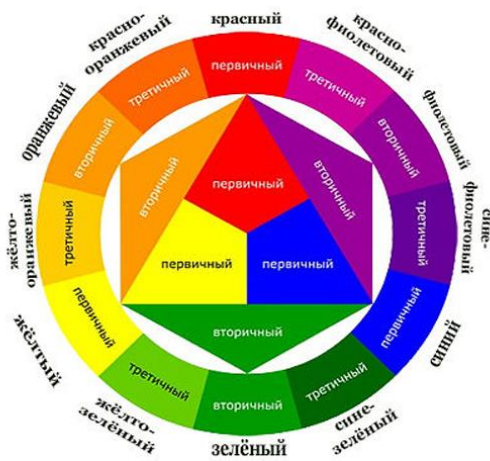 красный
красно-
фиолетовый
фиолетовый
сине-
фиолетовый
синий
сине-
зелёный
зелёный
жёлто-
зелёный
жёлтый
жёлто-
оранжевый
оранжевый
красно-
оранжевый
первичный
третичный
вторичный
третичный
первичный
третичный
вторичный
третичный
первичный
третичный
вторичный
третичный
первичный
вторичный
вторичный
первичный
первичный
вторичный